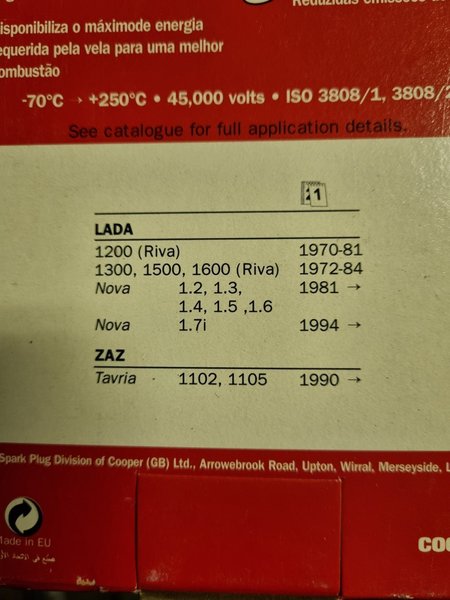 isponibiliza o máximode energia
equerida pela vela para uma melhor
ombustão
-70°C → +250°C • 45,000 volts • ISO 3808/1, 3808/2
See catalogue for full application details.
21
LADA
1200 (Riva) 1970-81
1300, 1500, 1600 (Riva) 1972-84
Nova 1.2, 1.3, 1981 →
1.4, 1.5 ,1.6
Nova 1.7i 1994 →
ZAZ
Tavria · 1102, 1105 1990 →
Spark Plug Division of Cooper (GB) Ltd., Arrowebrook Road, Upton, Wirral, Merseyside, L
Made in EU
COO